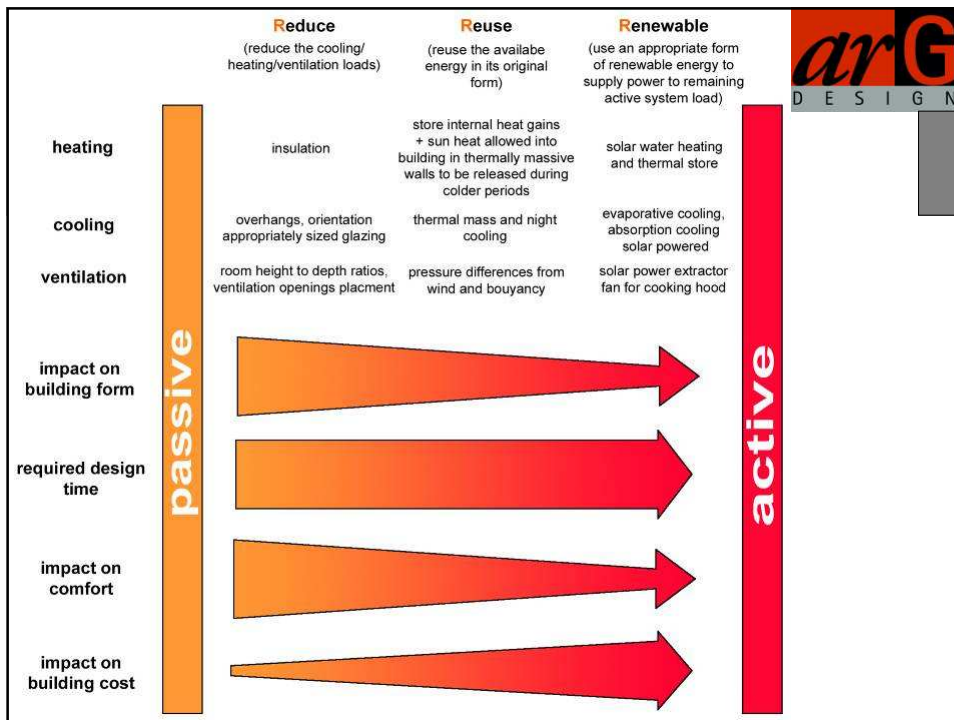 Reduce
(reduce the cooling/
heating/ventilation loads)
Reuse
(reuse the availabe
energy in its original
form)
Renewable
(use an appropriate form
of renewable energy to
supply power to remaining
active system load)
arG
DESIGN
heating
insulation
store internal heat gains
+ sun heat allowed into
building in thermally massive
walls to be released during
colder periods
solar water heating
and thermal store
cooling
overhangs, orientation
appropriately sized glazing
thermal mass and night
cooling
evaporative cooling,
absorption cooling
solar powered
ventilation
room height to depth ratios,
ventilation openings placment
pressure differences from
wind and bouyancy
solar power extractor
fan for cooking hood
passive
active
impact on
building form
required design
time
impact on
comfort
impact on
building cost